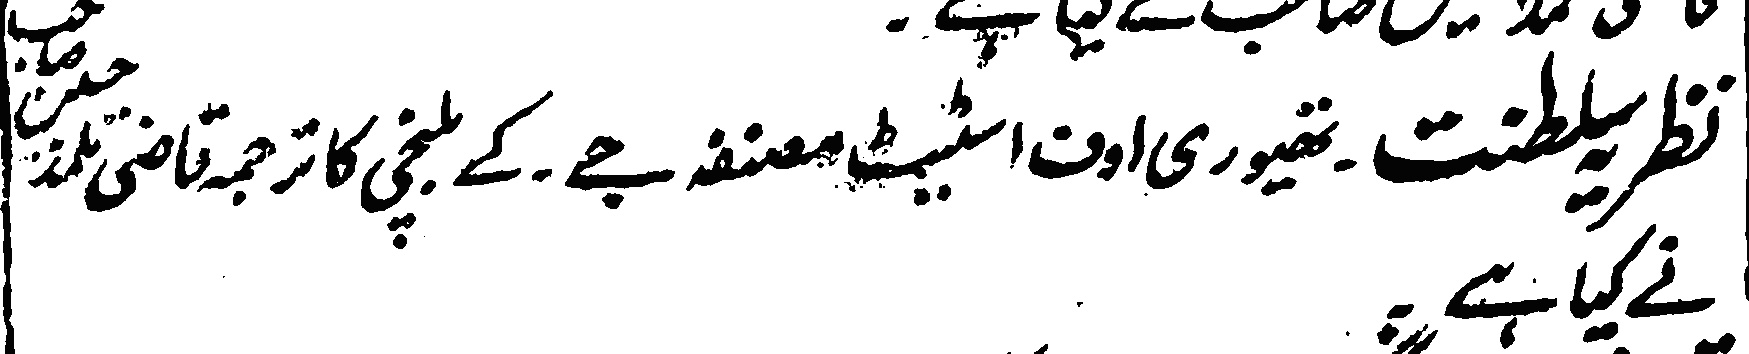 قاضی تلمذ حسین صاحب نے کیا ہے۔
نظریہ سلطنت۔ تھیوری اوف اسٹیٹ مصنفہ جے۔ کے بلنچی کا ترجمہ قاضی تلمذ حسین صاحب
نے کیا ہے۔